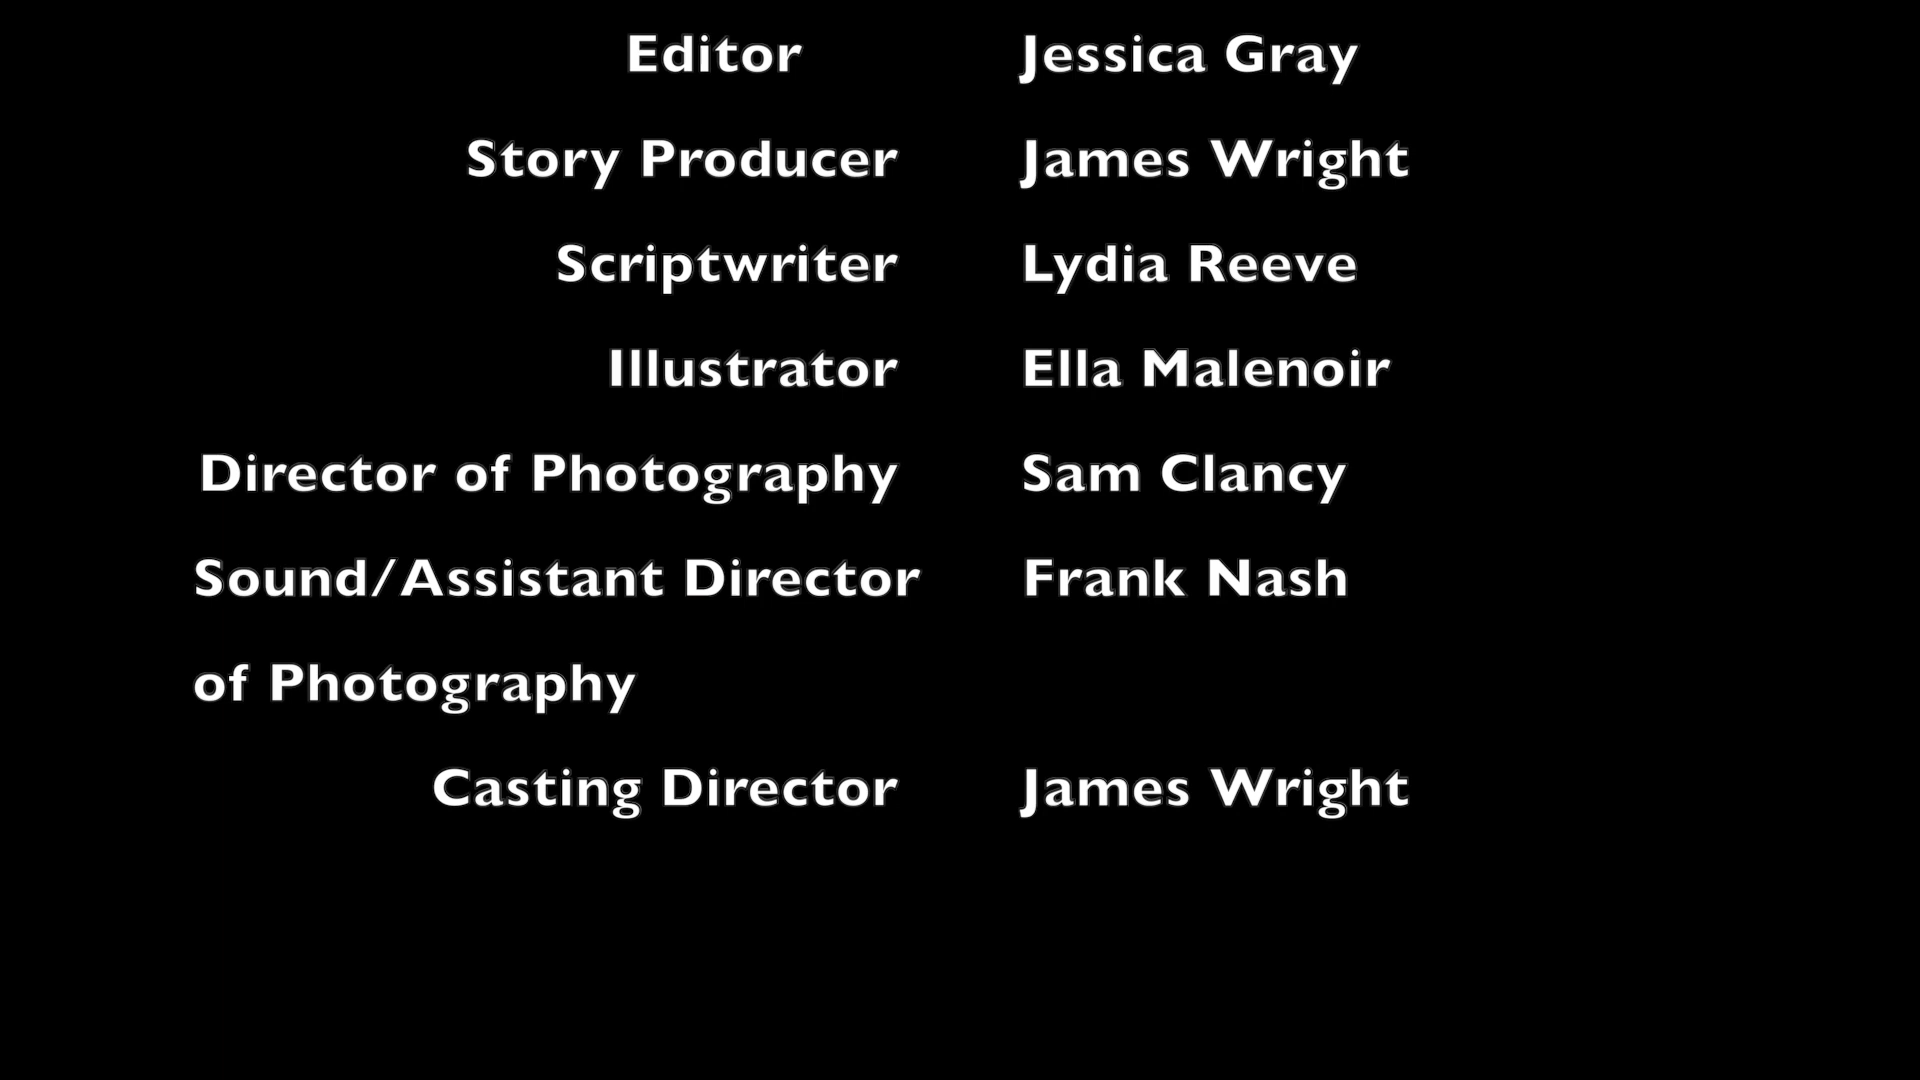 Editor Jessica Gray
Story Producer James Wright
Scriptwriter Lydia Reeve
Illustrator Ella Malenoir
Director of Photography Sam Clancy
Sound/Assistant Director Frank Nash
of Photography
Casting Director James Wright